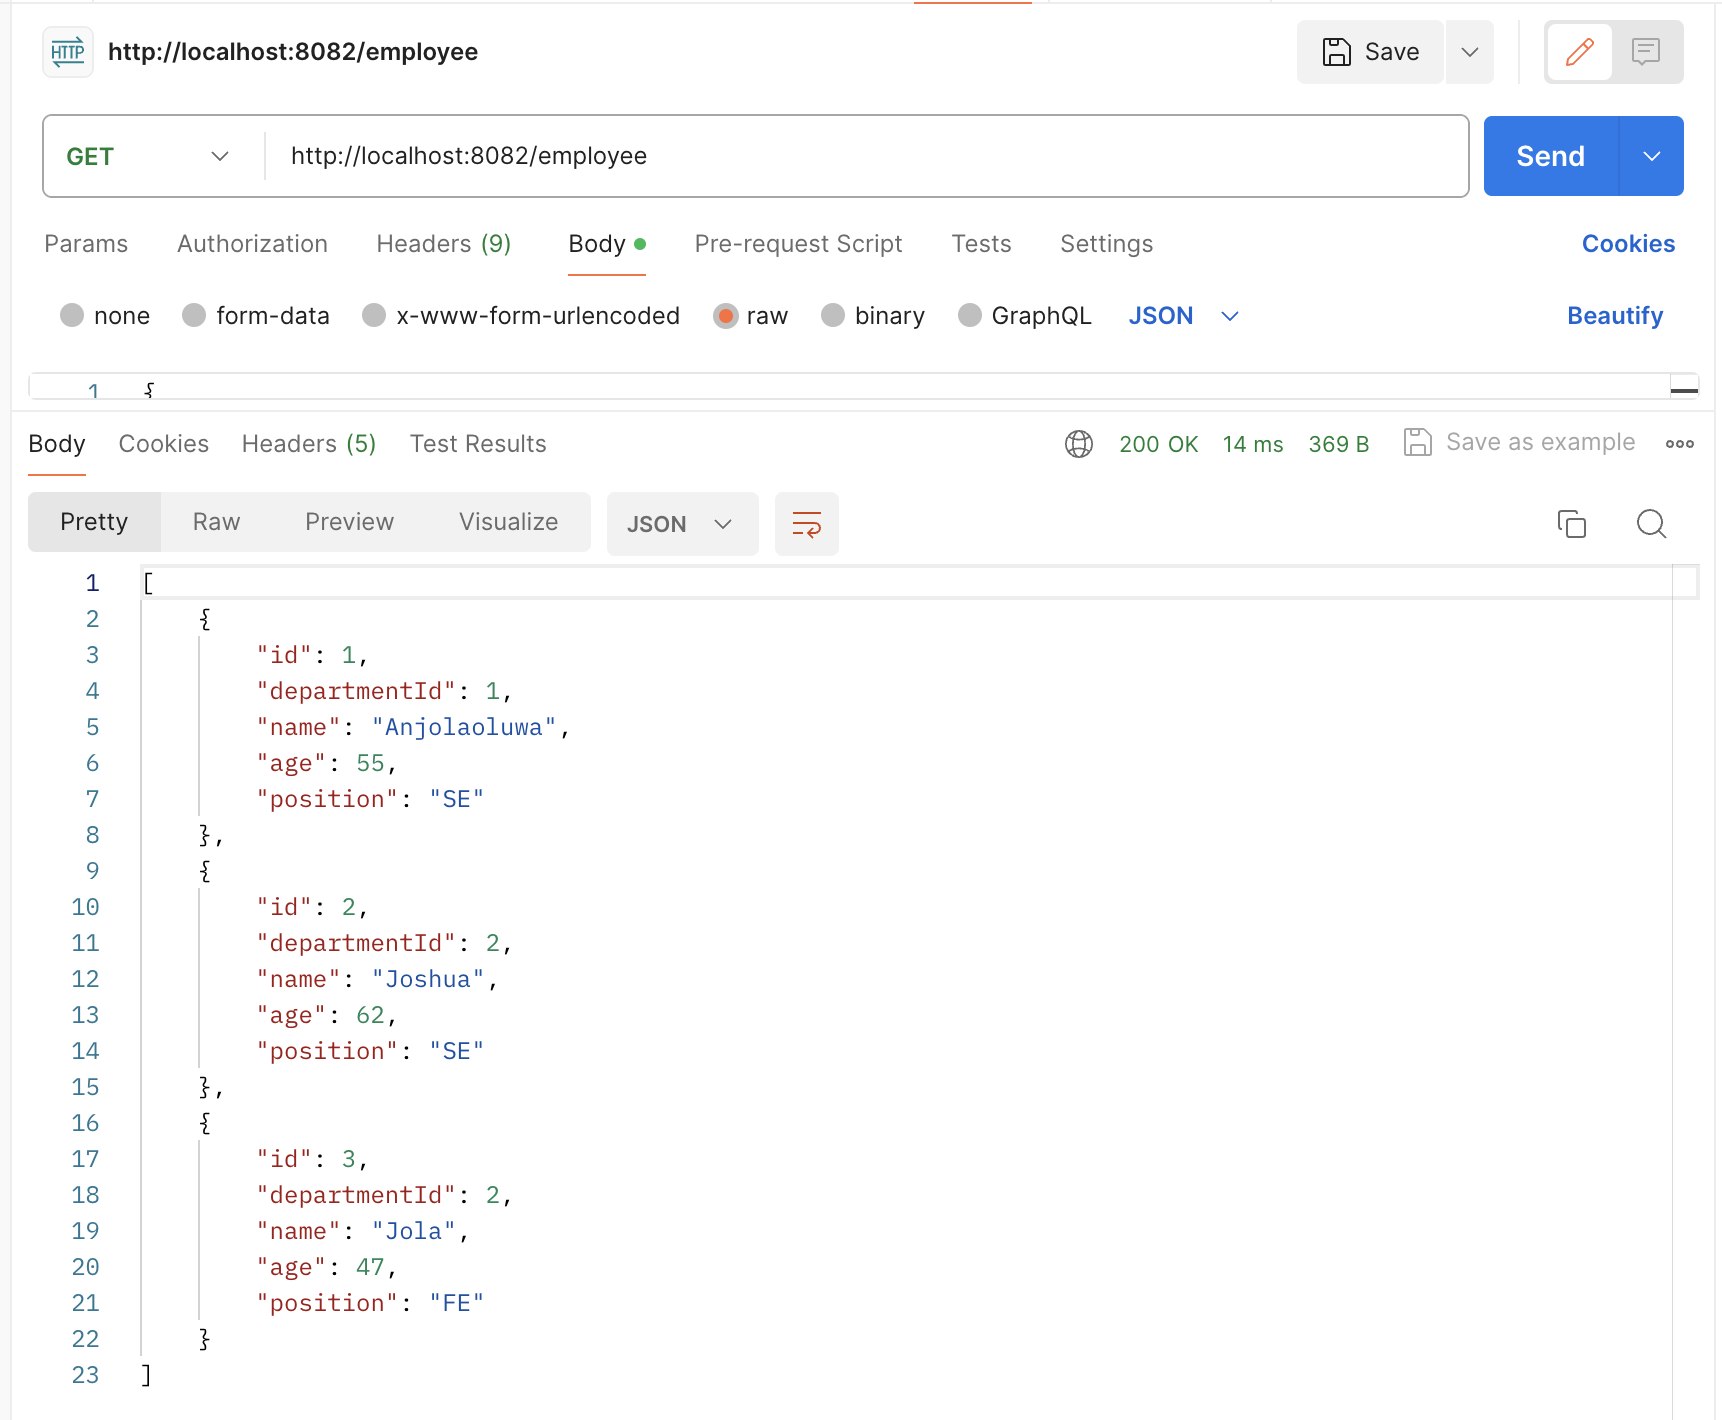 HTTP http://localhost:8082/employee Save
GET http://localhost:8082/employee Send
Params Authorization Headers (9) Body Pre-request Script Tests Settings Cookies
none form-data x-www-form-urlencoded raw binary GraphQL JSON Beautify
1 {
Body Cookies Headers (5) Test Results 200 OK 14 ms 369 B Save as example
Pretty Raw Preview Visualize JSON
1 [
2 {
3 "id": 1,
4 "departmentId": 1,
5 "name": "Anjolaoluwa",
6 "age": 55,
7 "position": "SE"
8 },
9 {
10 "id": 2,
11 "departmentId": 2,
12 "name": "Joshua",
13 "age": 62,
14 "position": "SE"
15 },
16 {
17 "id": 3,
18 "departmentId": 2,
19 "name": "Jola",
20 "age": 47,
21 "position": "FE"
22 }
23 ]